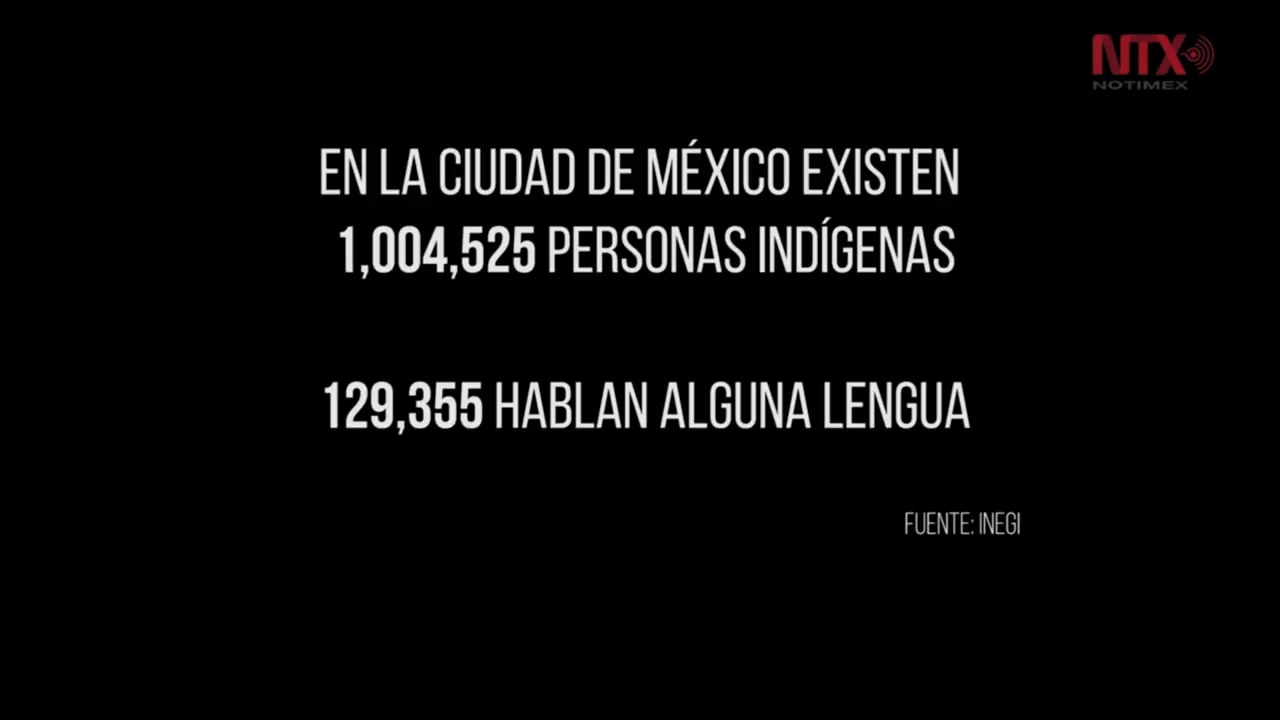 NTX
NOTIMEX
EN LA CIUDAD DE MÉXICO EXISTEN
1,004,525 PERSONAS INDÍGENAS
129,355 HABLAN ALGUNA LENGUA
FUENTE: INEGI